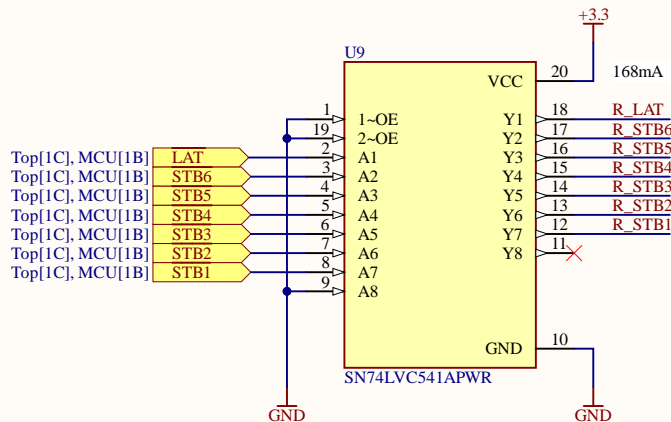 +3.3
U9
VCC 20 168mA
1 1~OE Y1 18 R_LAT
19 2~OE Y2 17 R_STB6
Top[1C], MCU[1B] LAT 2 A1 Y3 16 R_STB5
Top[1C], MCU[1B] STB6 3 A2 Y4 15 R_STB4
Top[1C], MCU[1B] STB5 4 A3 Y5 14 R_STB3
Top[1C], MCU[1B] STB4 5 A4 Y6 13 R_STB2
Top[1C], MCU[1B] STB3 6 A5 Y7 12 R_STB1
Top[1C], MCU[1B] STB2 7 A6 Y8 11
Top[1C], MCU[1B] STB1 8 A7
9 A8
GND 10
SN74LVC541APWR
GND GND